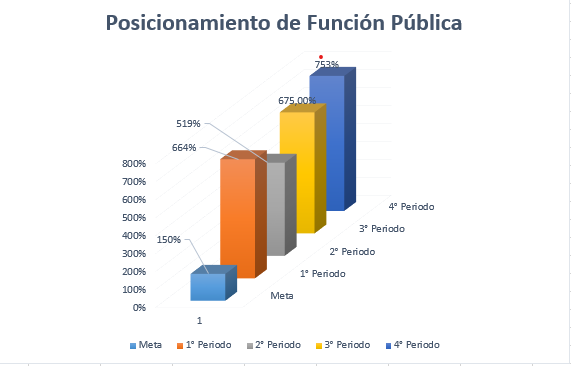 Posicionamiento de Función Pública
753%
675,00%
519%
664%
800%
700%
600%
500%
400%
300%
200%
100%
0%
150%
4° Periodo
3° Periodo
2° Periodo
1° Periodo
Meta
1
Meta 1° Periodo 2° Periodo 3° Periodo 4° Periodo